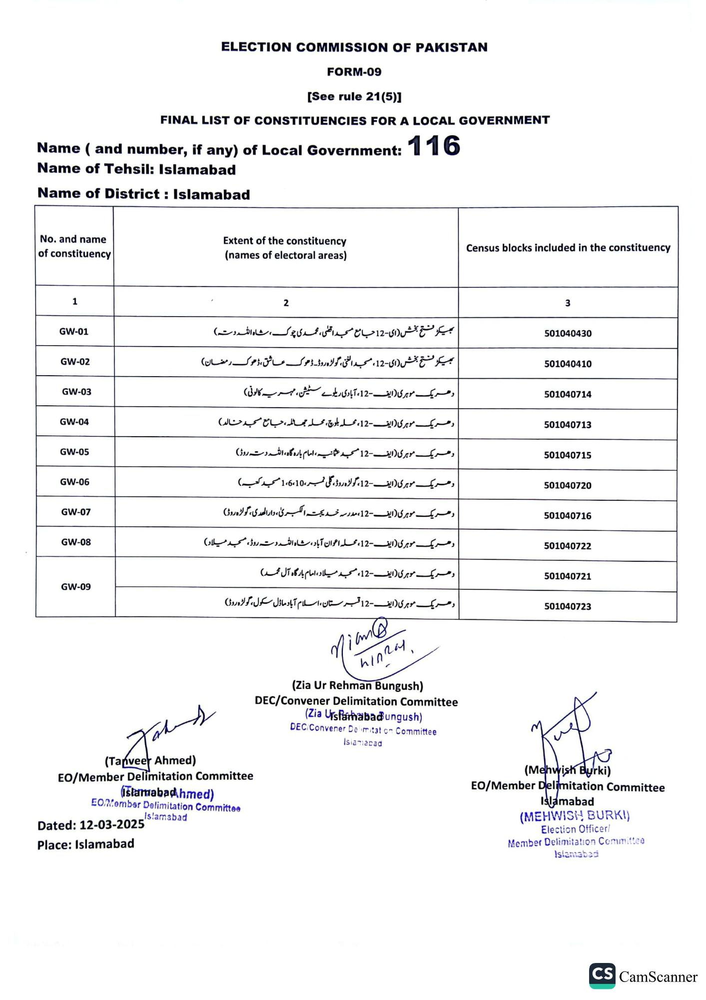 ELECTION COMMISSION OF PAKISTAN
FORM-09
[See rule 21(5)]
FINAL LIST OF CONSTITUENCIES FOR A LOCAL GOVERNMENT
Name ( and number, if any) of Local Government: 116
Name of Tehsil: Islamabad
Name of District : Islamabad
No. and name of constituency
Extent of the constituency
(names of electoral areas)
Census blocks included in the constituency
1 2 3
GW-01 بھیکڑ فتح بخش (ای-12 جامع مسجد اقصٰی، محمدی چوک، شاہ اللہ دتہ) 501040430
GW-02 بھیکڑ فتح بخش (ای-12، مسجد الغنی، گولڑہ روڈ۔ ڈھوک عاشق، ڈھوک رمضان) 501040410
GW-03 دھریک موہری (ایف-12، آبادی ریلوے سٹیشن، مہریہ کالونی) 501040714
GW-04 دھریک موہری (ایف-12، محلہ بلوچ، محلہ جھاٹلہ، جامع مسجد خالد) 501040713
GW-05 دھریک موہری (ایف-12 مسجد عثمانیہ، امام بارہ گاہ، اللہ دتہ روڈ) 501040715
GW-06 دھریک موہری (ایف-12، گولڑہ روڈ، گلی نمبر 1،6،10، مسجد کعبہ) 501040720
GW-07 دھریک موہری (ایف-12، مدرسہ خدیجتہ الکبریٰ، دارالھدی، گولڑہ روڈ) 501040716
GW-08 دھریک موہری (ایف-12، محلہ اعوان آباد، شاہ اللہ دتہ روڈ، مسجد میلاد) 501040722
GW-09 دھریک موہری (ایف-12، مسجد میلاد، امام بارگاہ آل محمد) 501040721
دھریک موہری (ایف-12 قبرستان، اسلام آباد ماڈل سکول، گولڑہ روڈ) 501040723
(Zia Ur Rehman Bungush)
DEC/Convener Delimitation Committee
Islamabad
(Zia Ur Rehman Bungush)
DEC/Convener Delimitation Committee
Islamabad
(Tanveer Ahmed)
EO/Member Delimitation Committee
Islamabad
Ahmed)
EO/Member Delimitation Committee
Islamabad
(Mehwish Burki)
EO/Member Delimitation Committee
Islamabad
(MEHWISH BURKI)
Election Officer/
Member Delimitation Committee
Islamabad
Dated: 12-03-2025
Place: Islamabad
CS CamScanner